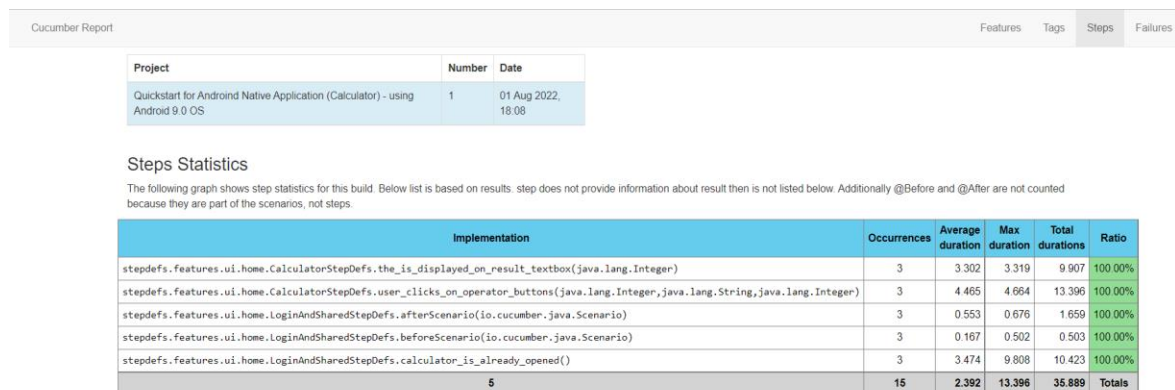 Cucumber Report Features Tags Steps Failures
Project Number Date
Quickstart for Androind Native Application (Calculator) - using 1 01 Aug 2022,
Android 9.0 OS 18:08
Steps Statistics
The following graph shows step statistics for this build. Below list is based on results. step does not provide information about result then is not listed below. Additionally @Before and @After are not counted
because they are part of the scenarios, not steps.
Implementation Occurrences Average duration Max duration Total durations Ratio
stepdefs.features.ui.home.CalculatorStepDefs.the_is_displayed_on_result_textbox(java.lang.Integer) 3 3.302 3.319 9.907 100.00%
stepdefs.features.ui.home.CalculatorStepDefs.user_clicks_on_operator_buttons(java.lang.Integer,java.lang.String,java.lang.Integer) 3 4.465 4.664 13.396 100.00%
stepdefs.features.ui.home.LoginAndSharedStepDefs.afterScenario(io.cucumber.java.Scenario) 3 0.553 0.676 1.659 100.00%
stepdefs.features.ui.home.LoginAndSharedStepDefs.beforeScenario(io.cucumber.java.Scenario) 3 0.167 0.502 0.503 100.00%
stepdefs.features.ui.home.LoginAndSharedStepDefs.calculator_is_already_opened() 3 3.474 9.808 10.423 100.00%
5 15 2.392 13.396 35.889 Totals